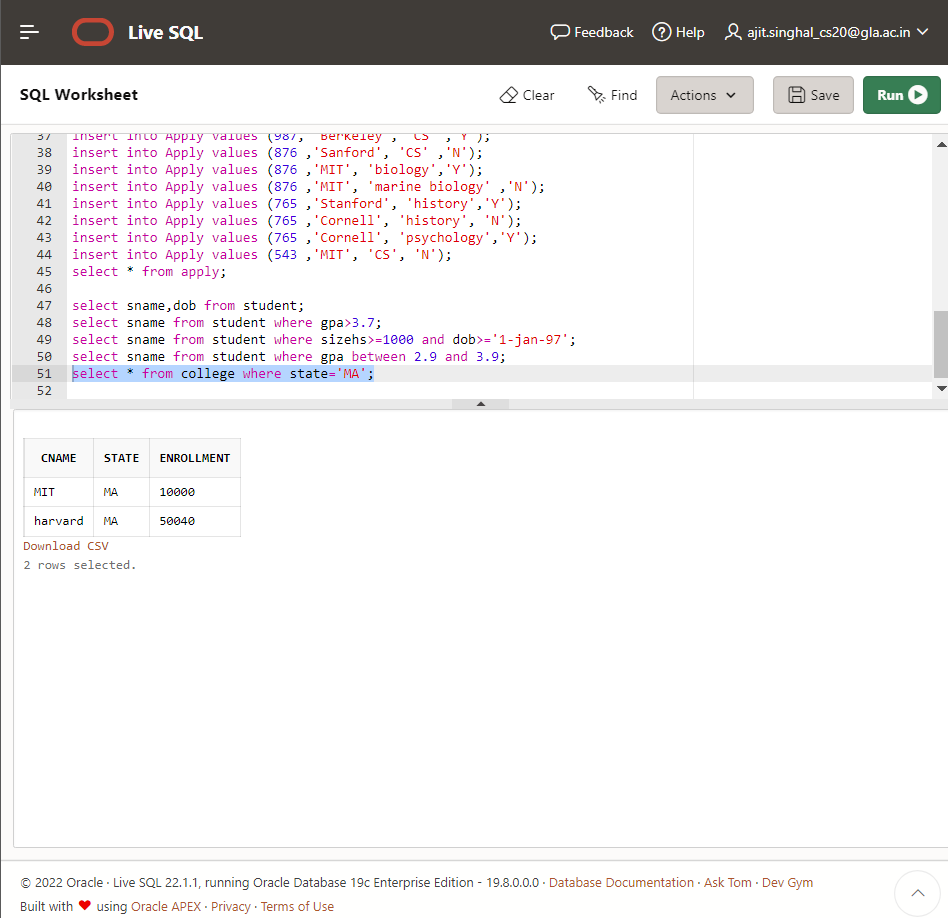 Live SQL
Feedback
Help
ajit.singhal_cs20@gla.ac.in
SQL Worksheet
Clear
Find
Actions
Save
Run
37 insert into Apply values (987, 'Berkeley', 'CS' ,'Y');
38 insert into Apply values (876 ,'Sanford', 'CS' ,'N');
39 insert into Apply values (876 ,'MIT', 'biology','Y');
40 insert into Apply values (876 ,'MIT', 'marine biology' ,'N');
41 insert into Apply values (765 ,'Stanford', 'history','Y');
42 insert into Apply values (765 ,'Cornell', 'history', 'N');
43 insert into Apply values (765 ,'Cornell', 'psychology','Y');
44 insert into Apply values (543 ,'MIT', 'CS', 'N');
45 select * from apply;
46
47 select sname,dob from student;
48 select sname from student where gpa>3.7;
49 select sname from student where sizehs>=1000 and dob>='1-jan-97';
50 select sname from student where gpa between 2.9 and 3.9;
51 select * from college where state='MA';
52
CNAME STATE ENROLLMENT
MIT MA 10000
harvard MA 50040
Download CSV
2 rows selected.
© 2022 Oracle · Live SQL 22.1.1, running Oracle Database 19c Enterprise Edition - 19.8.0.0.0 · Database Documentation · Ask Tom · Dev Gym
Built with ❤ using Oracle APEX · Privacy · Terms of Use